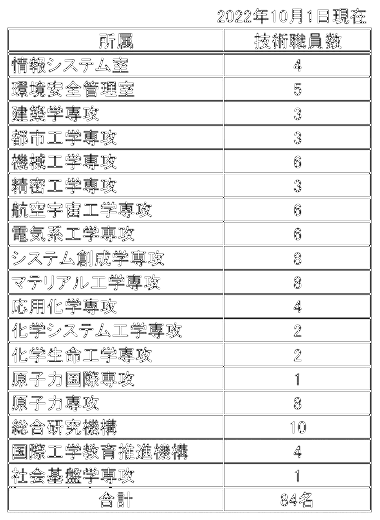 2022年10月1日現在
所属 技術職員数
情報システム室 4
環境安全管理室 5
建築学専攻 3
都市工学専攻 3
機械工学専攻 6
精密工学専攻 3
航空宇宙工学専攻 6
電気系工学専攻 6
システム創成学専攻 8
マテリアル工学専攻 8
応用化学専攻 4
化学システム工学専攻 2
化学生命工学専攻 2
原子力国際専攻 1
原子力専攻 8
総合研究機構 10
国際工学教育推進機構 4
社会基盤学専攻 1
合計 84名